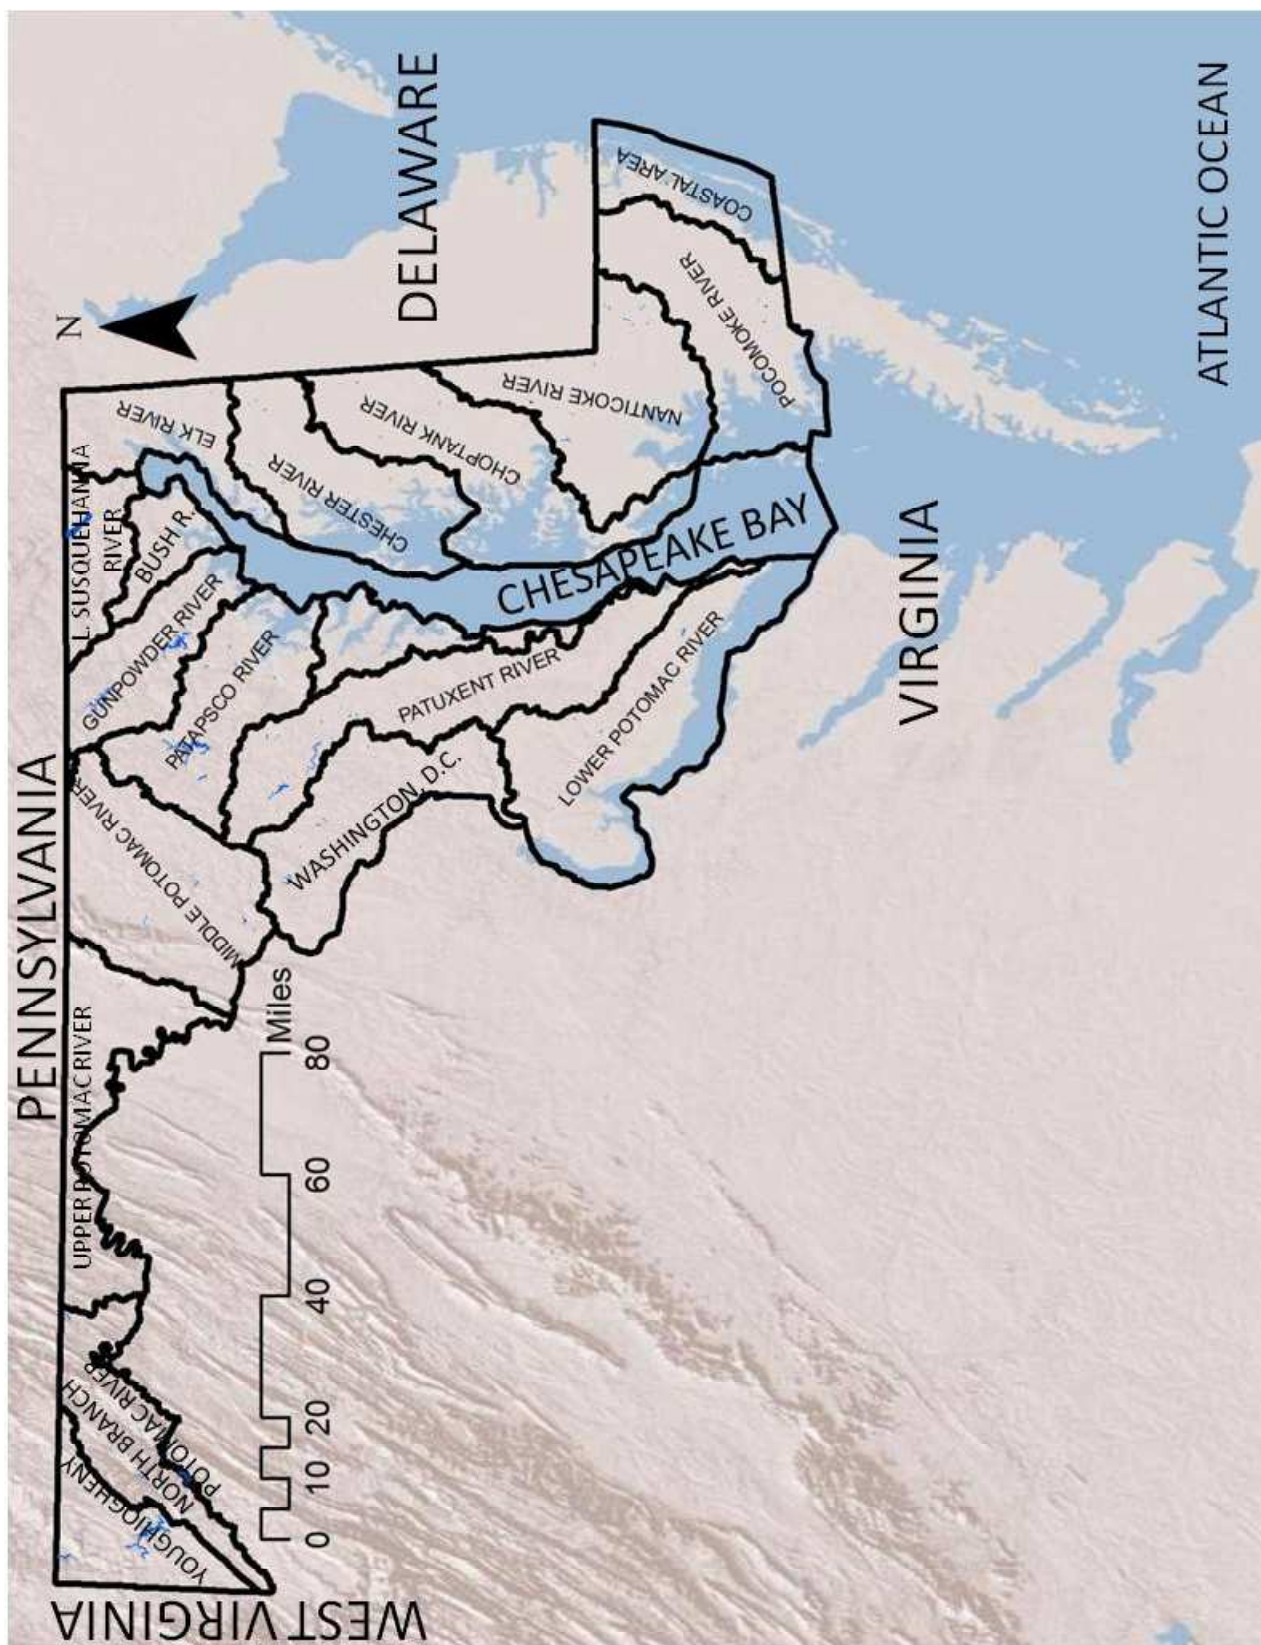 PENNSYLVANIA
N
YOUGHIOGHENY
NORTH BRANCH
POTOMAC RIVER
UPPER POTOMAC RIVER
MIDDLE POTOMAC RIVER
GUNPOWDER RIVER
L. SUSQUEHANNA
RIVER
BUSH R.
ELK RIVER
PATAPSCO RIVER
CHESTER RIVER
WASHINGTON, D.C.
PATUXENT RIVER
CHOPTANK RIVER
LOWER POTOMAC RIVER
CHESAPEAKE BAY
NANTICOKE RIVER
POCOMOKE RIVER
COASTAL AREA
DELAWARE
WEST VIRGINIA
0 10 20 40 60 80
Miles
VIRGINIA
ATLANTIC OCEAN